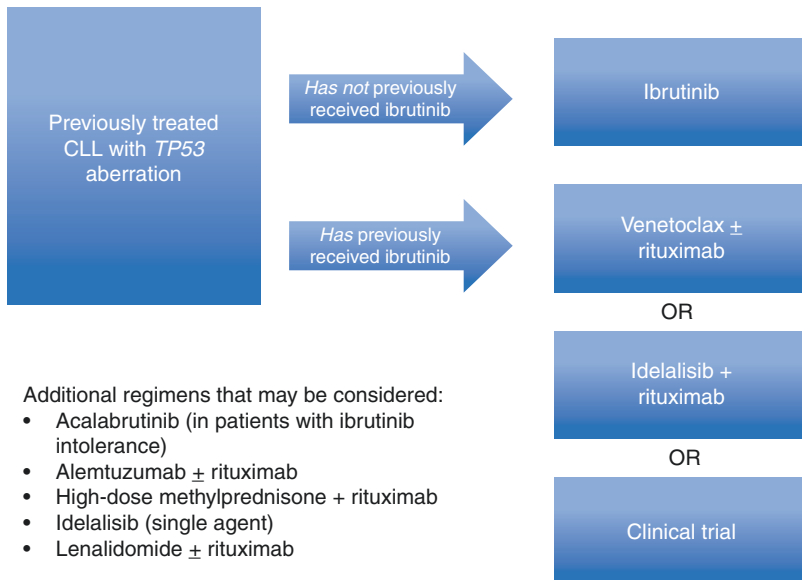 Previously treated
CLL with TP53
aberration
Has not previously
received ibrutinib
Ibrutinib
Has previously
received ibrutinib
Venetoclax ±
rituximab
OR
Idelalisib +
rituximab
OR
Clinical trial
Additional regimens that may be considered:
• Acalabrutinib (in patients with ibrutinib
intolerance)
• Alemtuzumab ± rituximab
• High-dose methylprednisone + rituximab
• Idelalisib (single agent)
• Lenalidomide ± rituximab